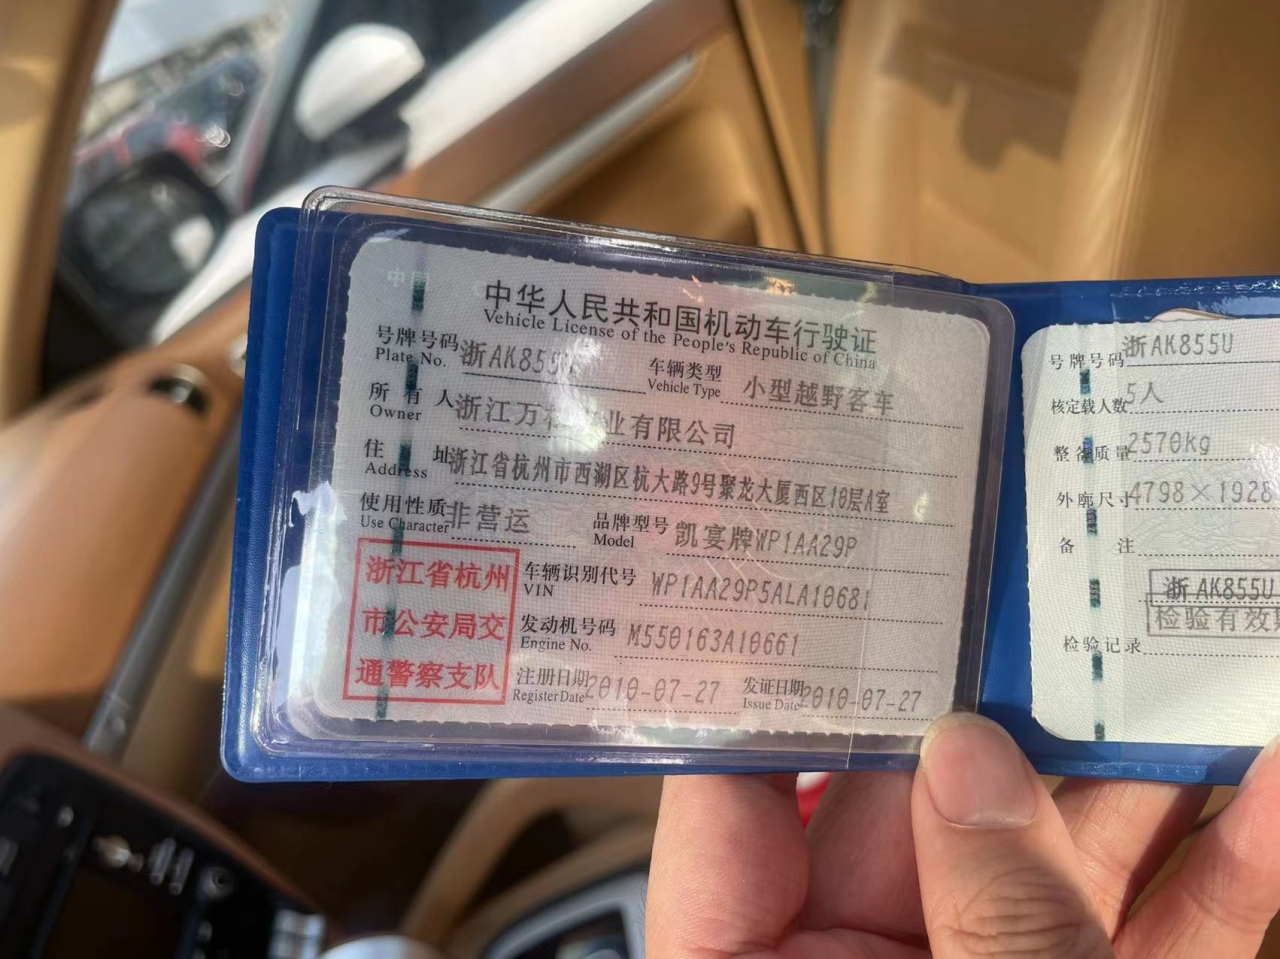 中国
中华人民共和国机动车行驶证
Vehicle License of the People's Republic of China
号牌号码 浙AK855 车辆类型 小型越野客车
Plate No. Vehicle Type
所有人 浙江万 业有限公司
Owner
住址 浙江省杭州市西湖区杭大路9号聚龙大厦西区10层A室
Address
使用性质 非营运 品牌型号 凯宴牌WP1AA29P
Use Character Model
浙江省杭州
市公安局交
通警察支队
车辆识别代号 WP1AA29P5ALA10681
VIN
发动机号码 M550163A10661
Engine No.
注册日期 2010-07-27 发证日期 2010-07-27
Register Date Issue Date
号牌号码 浙AK855U
核定载人数 5人
整备质量 2570kg
外廓尺寸 4798×1928
备注
浙AK855U
检验有效
检验记录